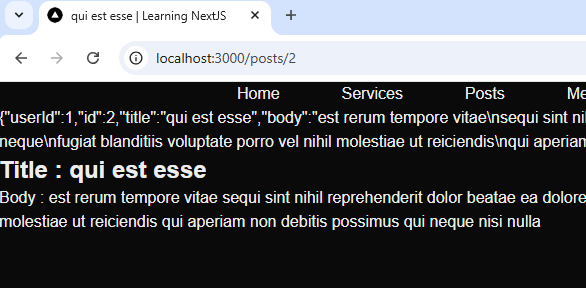 qui est esse | Learning NextJS
localhost:3000/posts/2
Home Services Posts Me
{"userId":1,"id":2,"title":"qui est esse","body":"est rerum tempore vitae\nsequi sint ni
neque\nfugiat blanditiis voluptate porro vel nihil molestiae ut reiciendis\nqui aperiam
Title : qui est esse
Body : est rerum tempore vitae sequi sint nihil reprehenderit dolor beatae ea dolore
molestiae ut reiciendis qui aperiam non debitis possimus qui neque nisi nulla